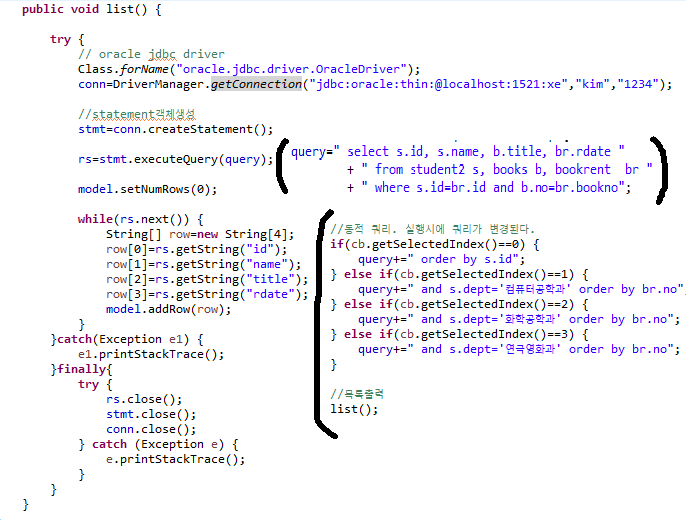 public void list() {
try {
// oracle jdbc driver
Class.forName("oracle.jdbc.driver.OracleDriver");
conn=DriverManager.getConnection("jdbc:oracle:thin:@localhost:1521:xe","kim","1234");
//statement객체생성
stmt=conn.createStatement();
rs=stmt.executeQuery(query);
model.setNumRows(0);
while(rs.next()) {
String[] row=new String[4];
row[0]=rs.getString("id");
row[1]=rs.getString("name");
row[2]=rs.getString("title");
row[3]=rs.getString("rdate");
model.addRow(row);
}
}catch(Exception e1) {
e1.printStackTrace();
}finally{
try {
rs.close();
stmt.close();
conn.close();
} catch (Exception e) {
e.printStackTrace();
}
}
}
query=" select s.id, s.name, b.title, br.rdate "
+ " from student2 s, books b, bookrent br "
+ " where s.id=br.id and b.no=br.bookno";
//동적 쿼리. 실행시에 쿼리가 변경된다.
if(cb.getSelectedIndex()==0) {
query+=" order by s.id";
} else if(cb.getSelectedIndex()==1) {
query+=" and s.dept='컴퓨터공학과' order by br.no";
} else if(cb.getSelectedIndex()==2) {
query+=" and s.dept='화학공학과' order by br.no";
} else if(cb.getSelectedIndex()==3) {
query+=" and s.dept='연극영화과' order by br.no";
}
//목록출력
list();